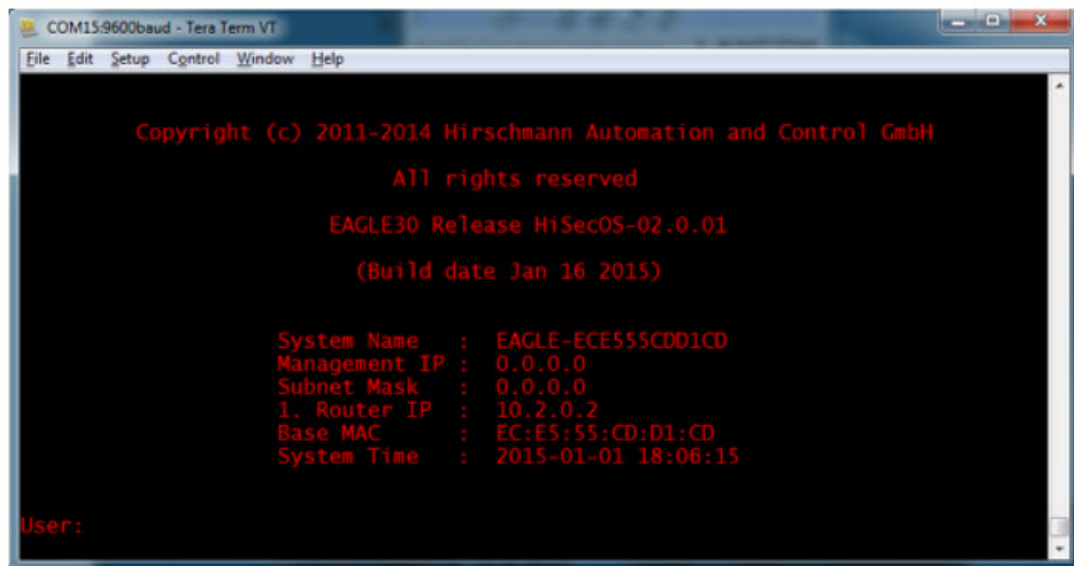 COM15:9600baud - Tera Term VT
File Edit Setup Control Window Help
Copyright (c) 2011-2014 Hirschmann Automation and Control GmbH
All rights reserved
EAGLE30 Release HiSecOS-02.0.01
(Build date Jan 16 2015)
System Name : EAGLE-ECE555CDD1CD
Management IP : 0.0.0.0
Subnet Mask : 0.0.0.0
1. Router IP : 10.2.0.2
Base MAC : EC:E5:55:CD:D1:CD
System Time : 2015-01-01 18:06:15
User: